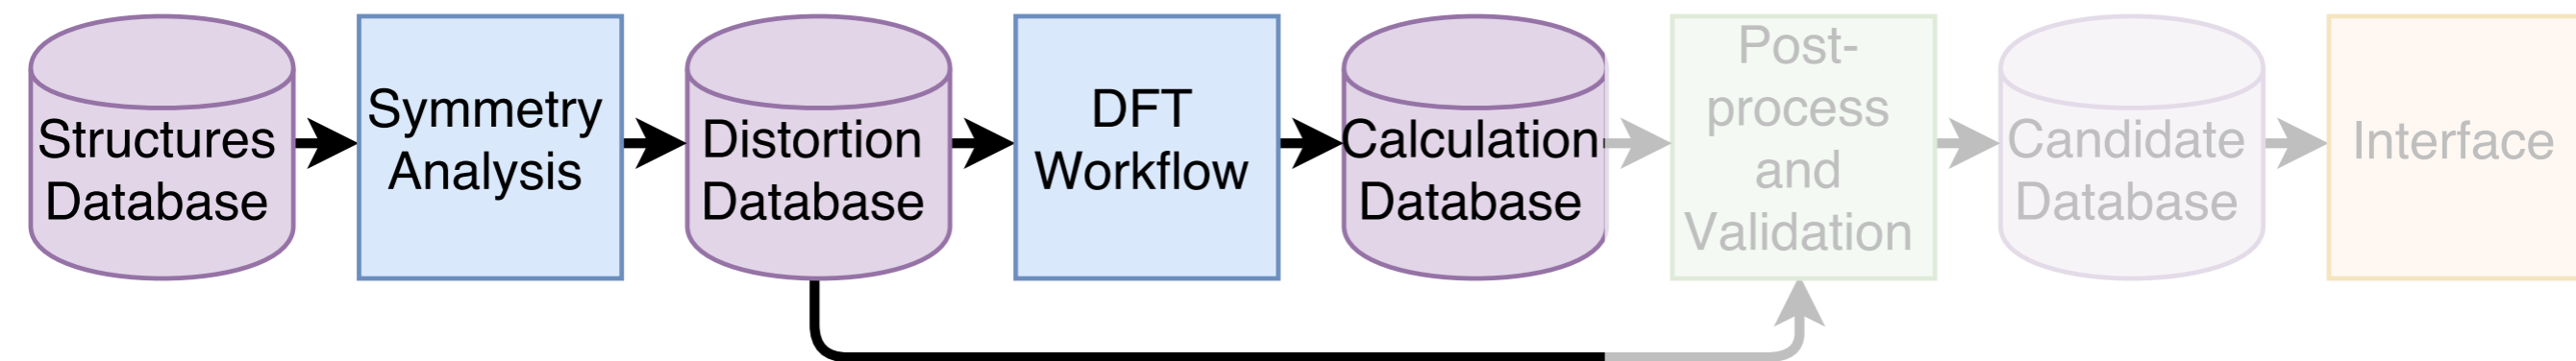 Structures
Database
Symmetry
Analysis
Distortion
Database
DFT
Workflow
Calculation
Database
Post-
process
and
Validation
Candidate
Database
Interface